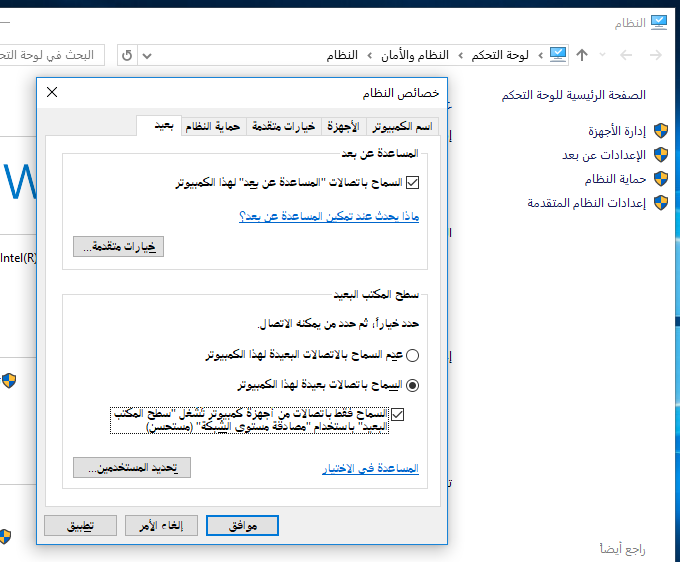 النظام
لوحة التحكم
النظام والأمان
النظام
البحث في لوحة التح
الصفحة الرئيسية للوحة التحكم
إدارة الأجهزة
الإعدادات عن بعد
حماية النظام
إعدادات النظام المتقدمة
راجع أيضاً
W
Intel(R)
خصائص النظام
اسم الكمبيوتر
الأجهزة
خيارات متقدمة
حماية النظام
بعيد
المساعدة عن بعد
السماح باتصالات "المساعدة عن بعد" لهذا الكمبيوتر
ماذا يحدث عند تمكين المساعدة عن بعد؟
خيارات متقدمة...
سطح المكتب البعيد
حدد خياراً، ثم حدد من يمكنه الاتصال.
عدم السماح بالاتصالات البعيدة لهذا الكمبيوتر
السماح باتصالات بعيدة لهذا الكمبيوتر
السماح فقط باتصالات من أجهزة كمبيوتر تشغل "سطح المكتب
البعيد" باستخدام "مصادقة مستوى الشبكة" (مستحسن)
المساعدة في الاختيار
تحديد المستخدمين...
موافق
إلغاء الأمر
تطبيق